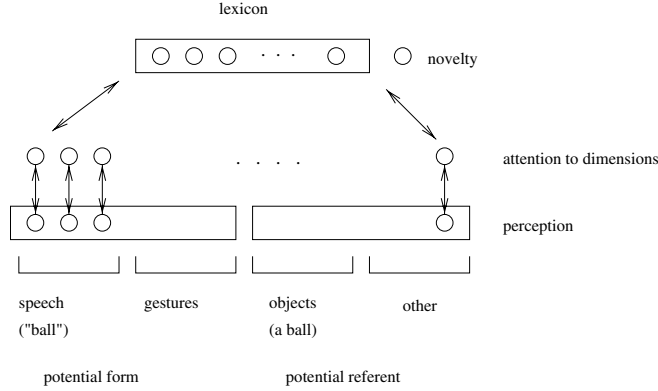 lexicon
novelty
. . . .
attention to dimensions
perception
speech gestures objects other
("ball") (a ball)
potential form potential referent